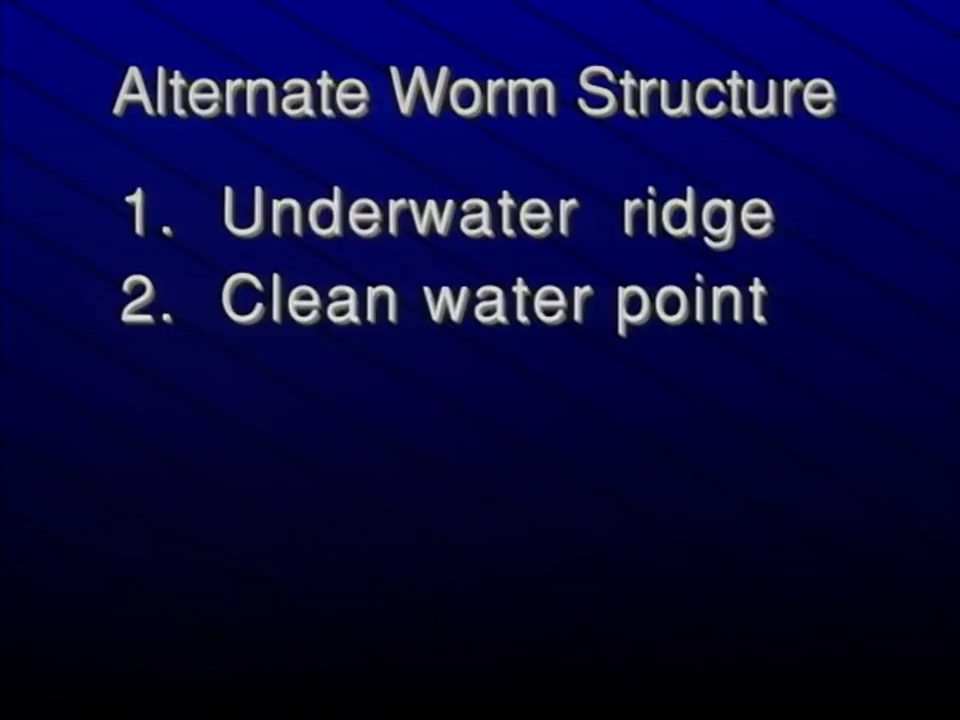 Alternate Worm Structure
1. Underwater ridge
2. Clean water point